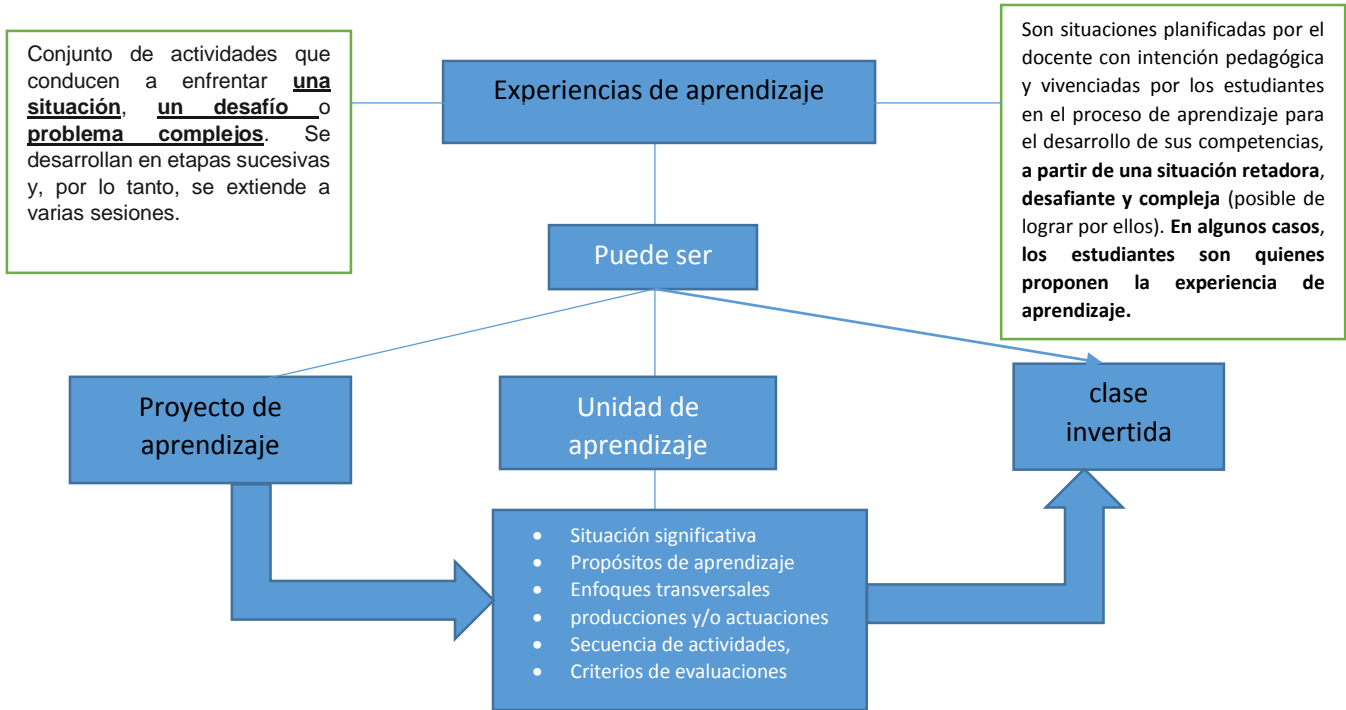 Conjunto de actividades que
conducen a enfrentar una
situación, un desafío o
problema complejos. Se
desarrollan en etapas sucesivas
y, por lo tanto, se extiende a
varias sesiones.
Experiencias de aprendizaje
Son situaciones planificadas por el
docente con intención pedagógica
y vivenciadas por los estudiantes
en el proceso de aprendizaje para
el desarrollo de sus competencias,
a partir de una situación retadora,
desafiante y compleja (posible de
lograr por ellos). En algunos casos,
los estudiantes son quienes
proponen la experiencia de
aprendizaje.
Puede ser
Proyecto de
aprendizaje
Unidad de
aprendizaje
clase
invertida
• Situación significativa
• Propósitos de aprendizaje
• Enfoques transversales
• producciones y/o actuaciones
• Secuencia de actividades,
• Criterios de evaluaciones